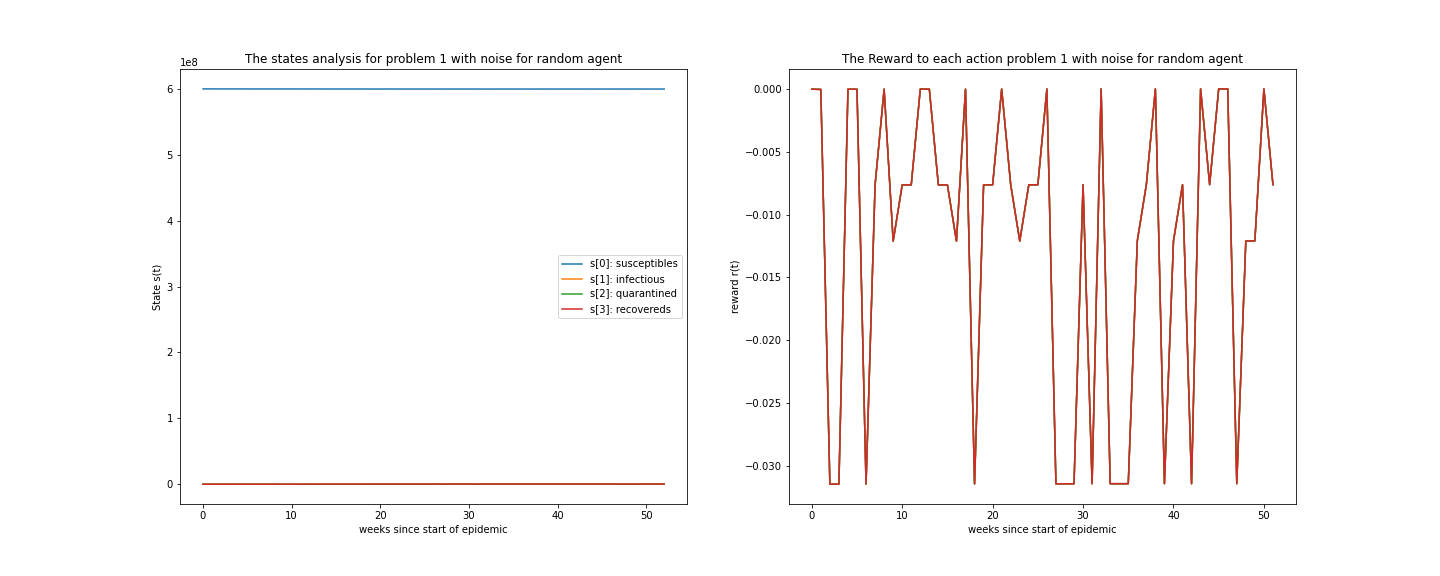 The states analysis for problem 1 with noise for random agent
1e8
6
5
4
3
2
1
0
State s(t)
s[0]: susceptibles
s[1]: infectious
s[2]: quarantined
s[3]: recovereds
0 10 20 30 40 50
weeks since start of epidemic
The Reward to each action problem 1 with noise for random agent
0.000
−0.005
−0.010
−0.015
−0.020
−0.025
−0.030
reward r(t)
0 10 20 30 40 50
weeks since start of epidemic